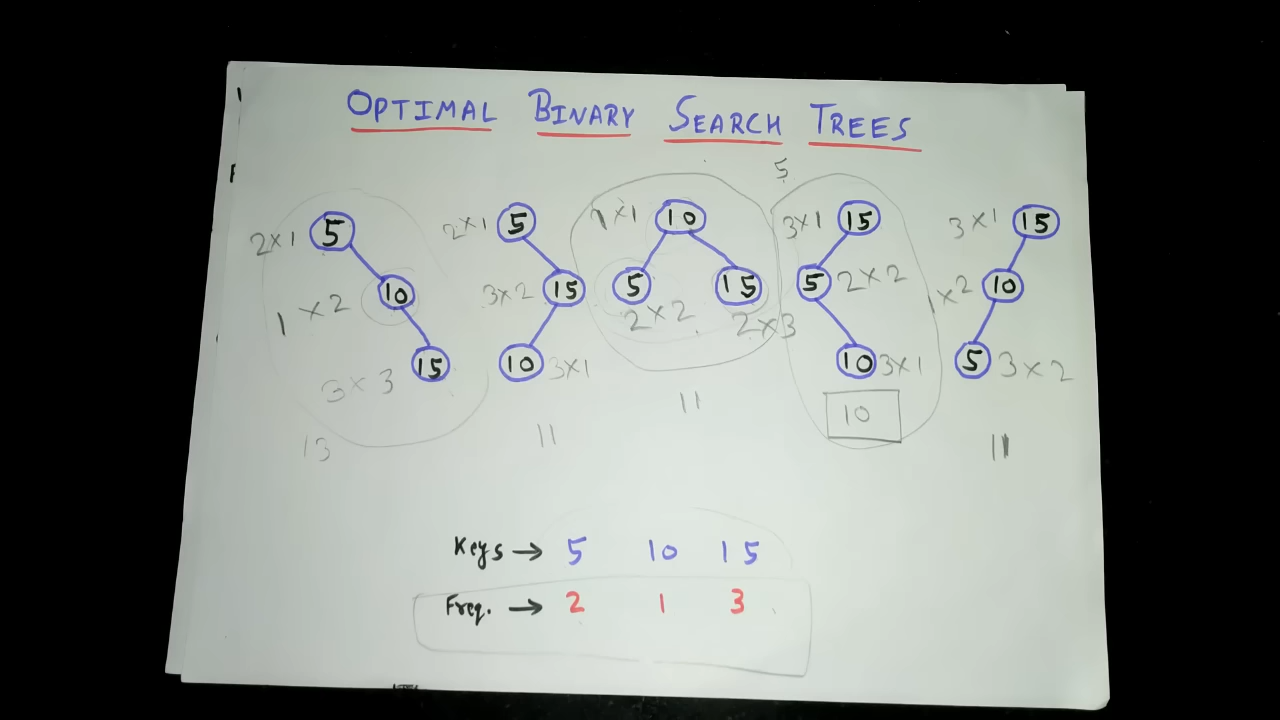 OPTIMAL BINARY SEARCH TREES
5
2×1 5 2×1 5 1×1 10 3×1 15 3×1 15
1×2 10 3×2 15 5 15 5 2×2 ×2 10
2×2 2×3
3×3 15 10 3×1 10 3×1 5 3×2
13 11 11 10 11
Keys → 5 10 15
Freq. → 2 1 3